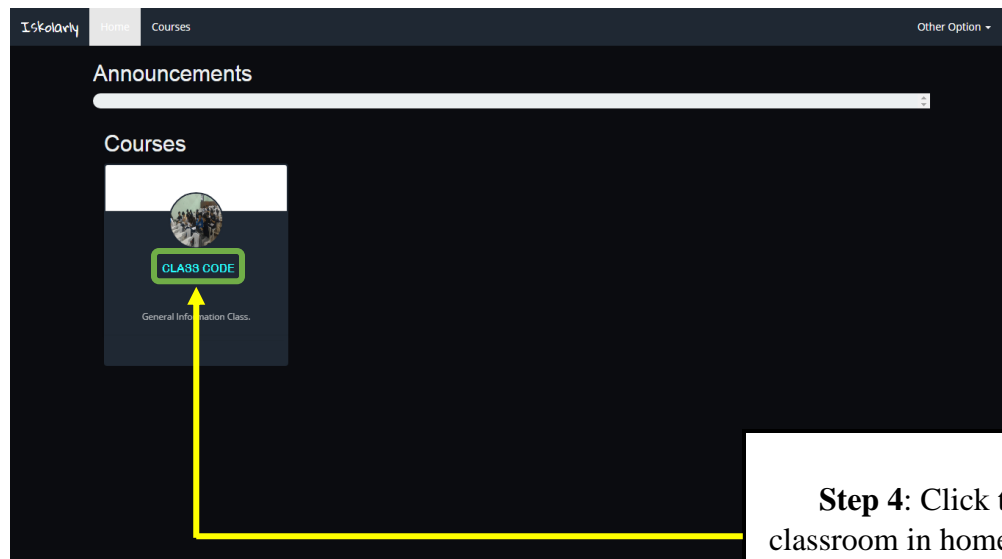 Iskolarly Home Courses Other Option
Announcements
Courses
CLASS CODE
General Information Class.
Step 4: Click
classroom in home